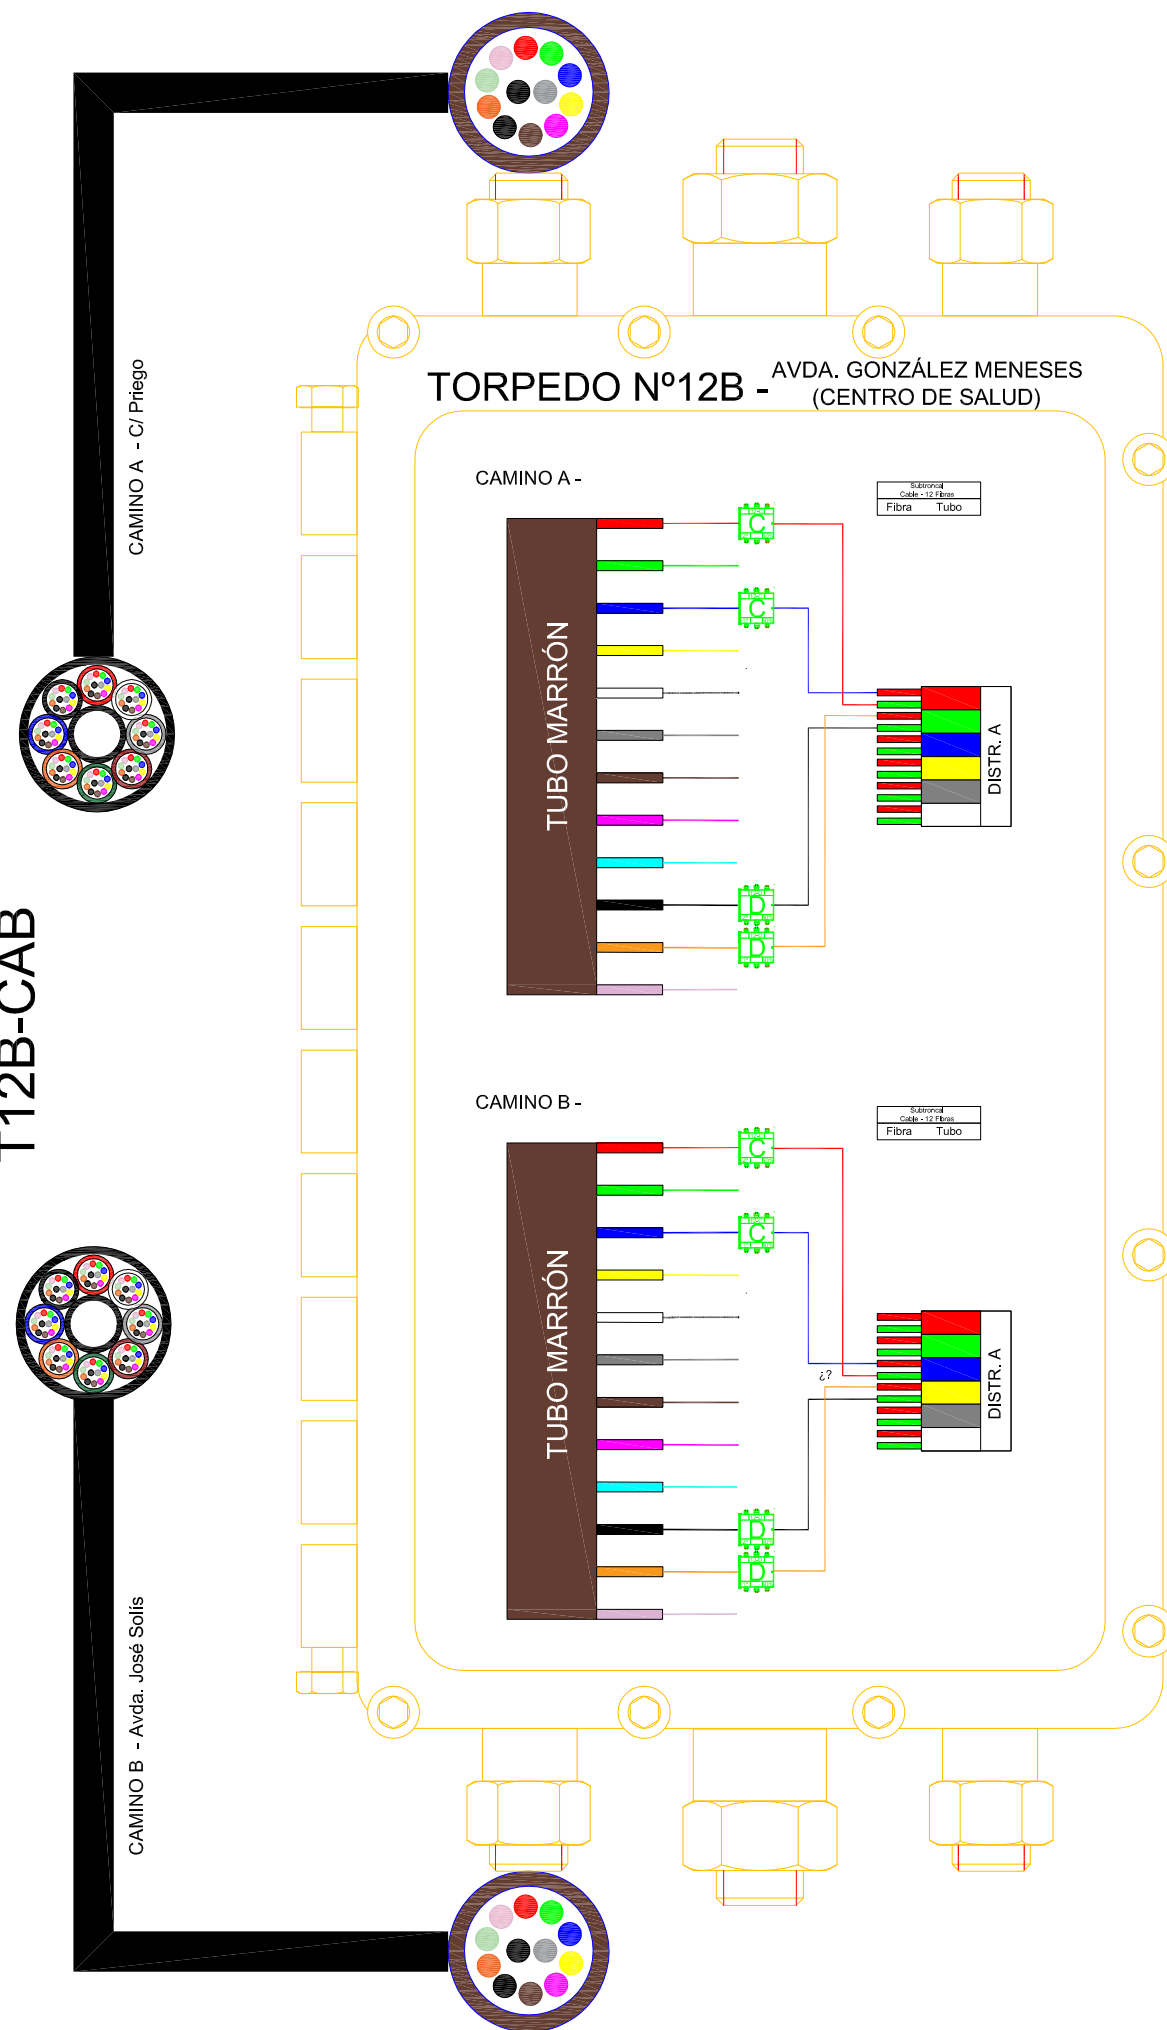 TORPEDO Nº12B -
AVDA. GONZÁLEZ MENESES
(CENTRO DE SALUD)
CAMINO A - C/ Priego
T12B-CAB
CAMINO B - Avda. José Solís
CAMINO A -
Subtroncal
Cable - 12 Fibras
Fibra Tubo
TUBO MARRÓN
C
C
D
D
DISTR. A
CAMINO B -
Subtroncal
Cable - 12 Fibras
Fibra Tubo
TUBO MARRÓN
C
C
¿?
D
D
DISTR. A